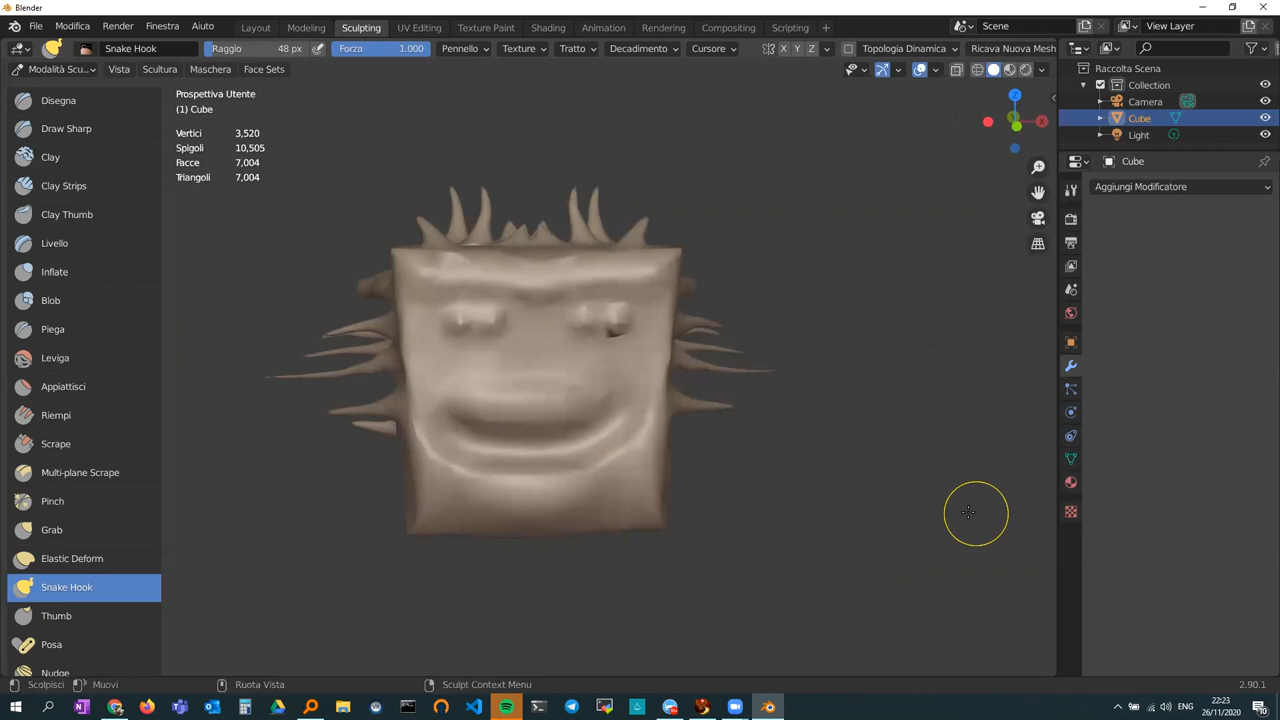 Blender
File Modifica Render Finestra Aiuto Layout Modeling Sculpting UV Editing Texture Paint Shading Animation Rendering Compositing Scripting + Scene View Layer
Snake Hook Raggio 48 px Forza 1.000 Pennello Texture Tratto Decadimento Cursore X Y Z Topologia Dinamica Ricava Nuova Mesh
Modalità Scu... Vista Scultura Maschera Face Sets
Raccolta Scena
Collection
Camera
Cube
Light
Cube
Aggiungi Modificatore
Disegna
Draw Sharp
Clay
Clay Strips
Clay Thumb
Livello
Inflate
Blob
Piega
Leviga
Appiattisci
Riempi
Scrape
Multi-plane Scrape
Pinch
Grab
Elastic Deform
Snake Hook
Thumb
Posa
Nudge
Prospettiva Utente
(1) Cube
Vertici 3,520
Spigoli 10,505
Facce 7,004
Triangoli 7,004
Z
X
Scolpisci Muovi Ruota Vista Sculpt Context Menu 2.90.1
22:23
26/11/2020